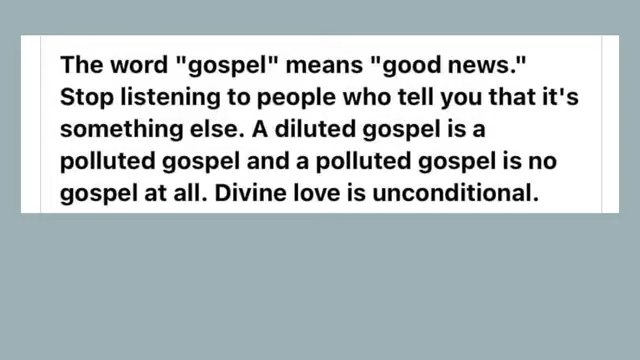 The word "gospel" means "good news."
Stop listening to people who tell you that it's
something else. A diluted gospel is a
polluted gospel and a polluted gospel is no
gospel at all. Divine love is unconditional.